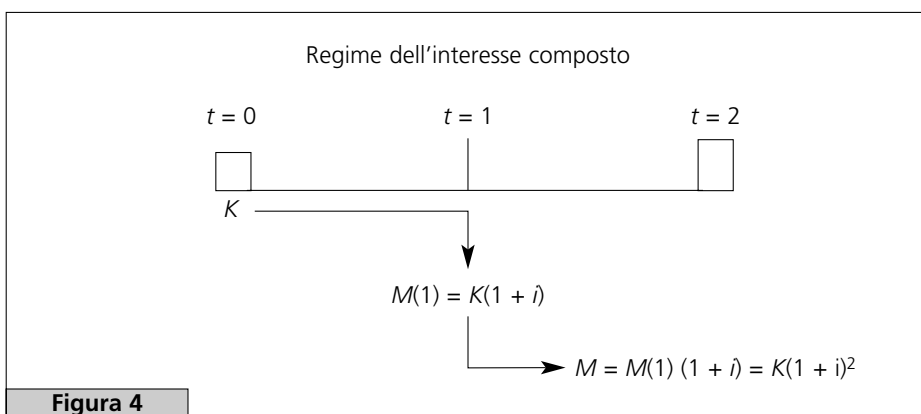 Regime dell'interesse composto
t = 0 t = 1 t = 2
K
M(1) = K(1 + i)
M = M(1) (1 + i) = K(1 + i)²
Figura 4